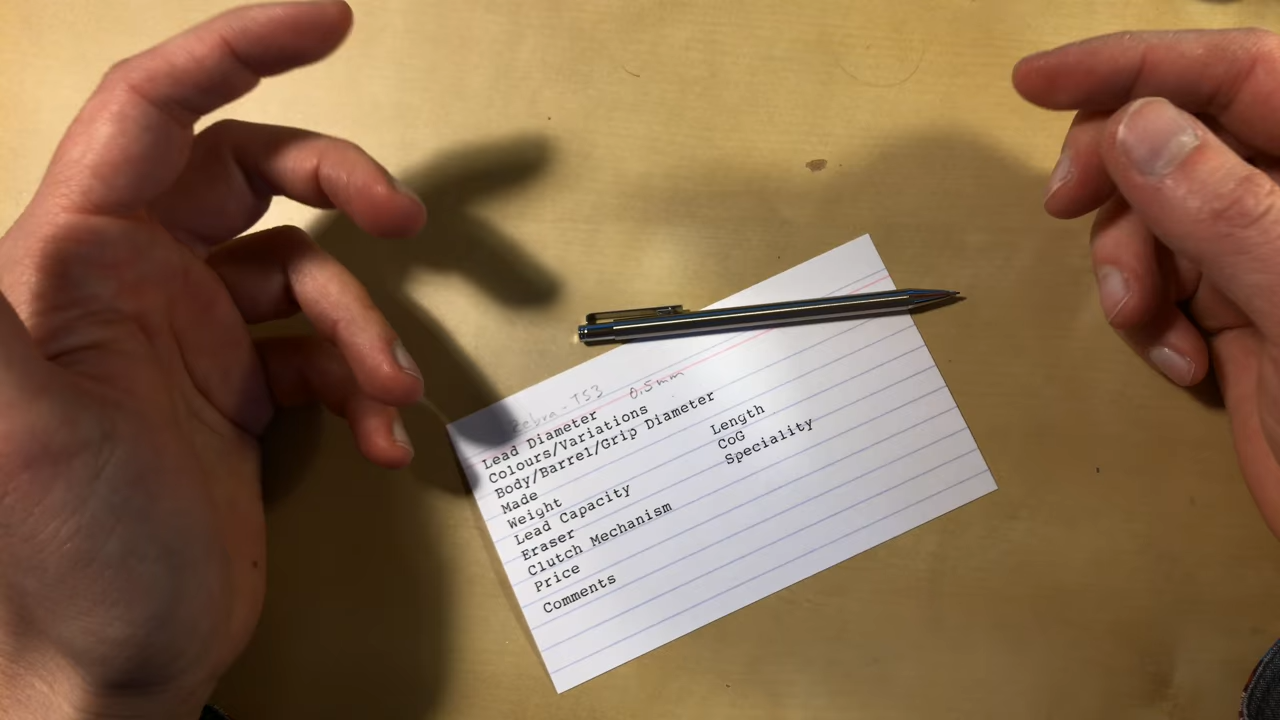 Zebra - TS3 0.5mm
Lead Diameter
Colours/Variations
Body/Barrel/Grip Diameter
Made Length
Weight CoG
Lead Capacity Speciality
Eraser
Clutch Mechanism
Price
Comments